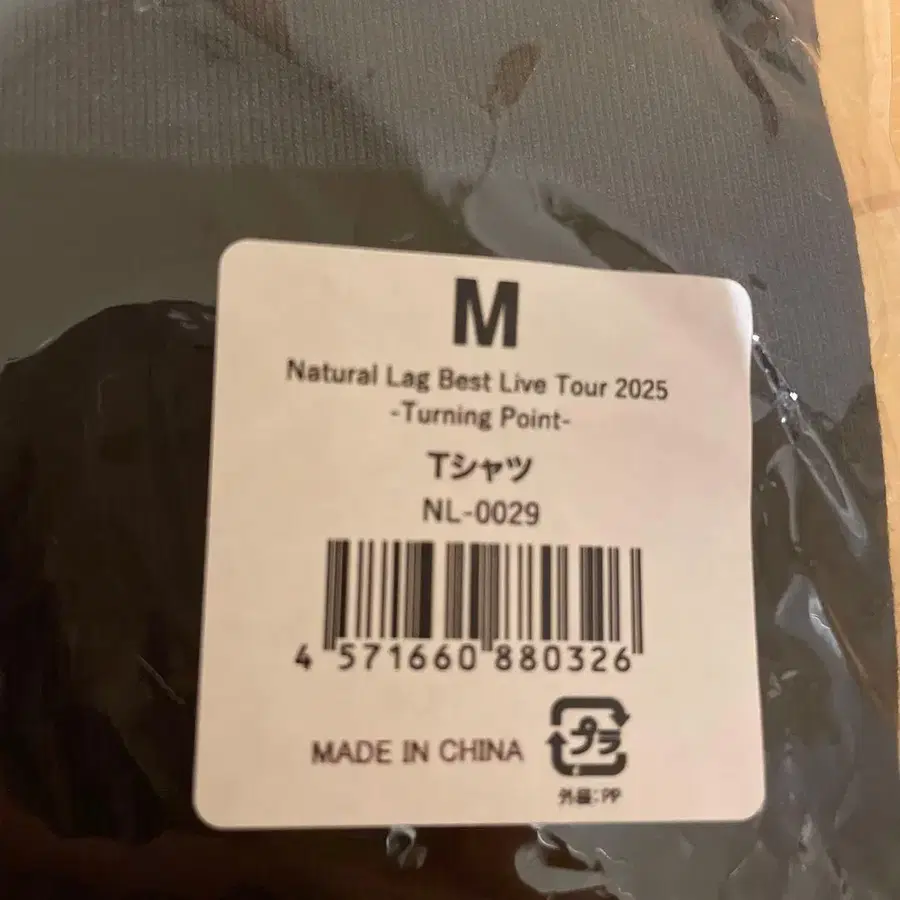 M
Natural Lag Best Live Tour 2025
-Turning Point-
Tシャツ
NL-0029
4 571660 880326
MADE IN CHINA
プラ
外装:PP